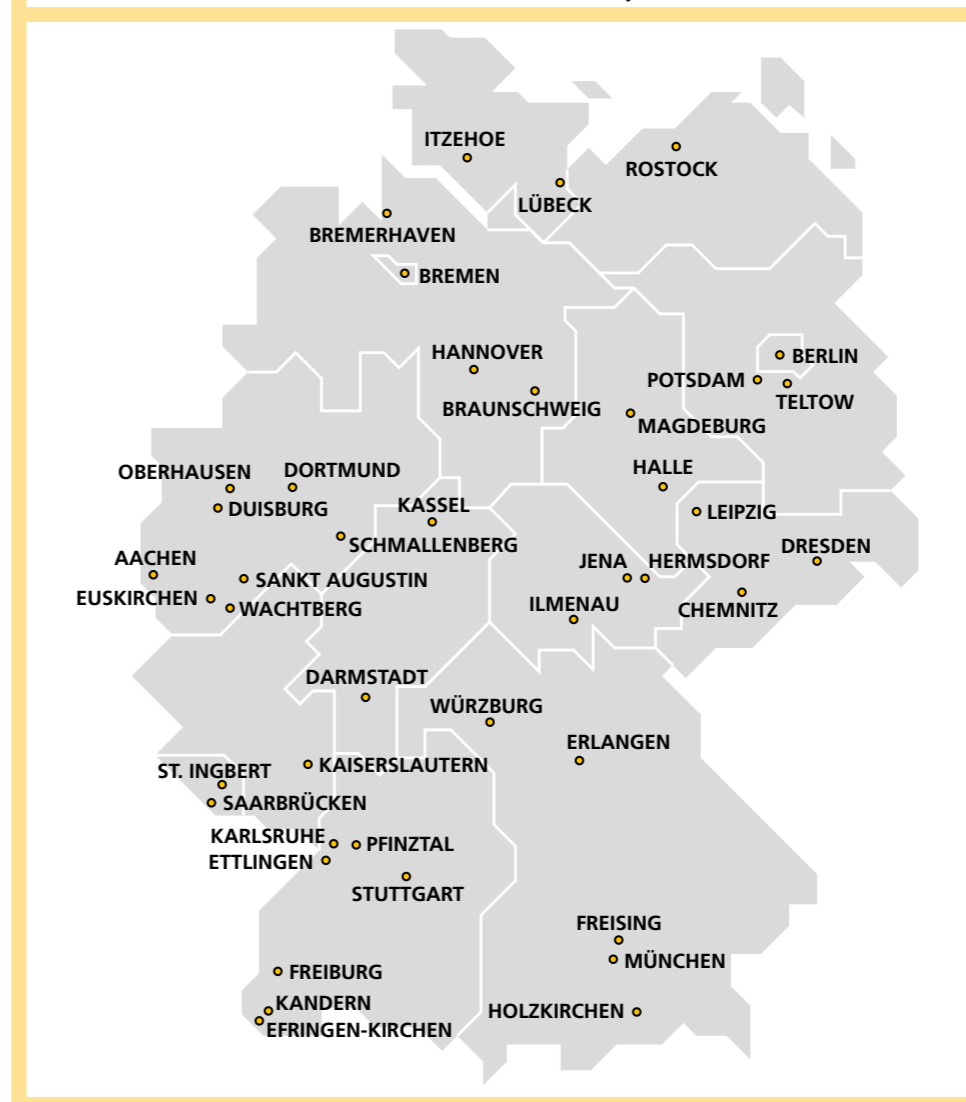 ITZEHOE
ROSTOCK
LÜBECK
BREMERHAVEN
BREMEN
HANNOVER
BERLIN
POTSDAM
TELTOW
BRAUNSCHWEIG
MAGDEBURG
HALLE
OBERHAUSEN
DORTMUND
KASSEL
DUISBURG
LEIPZIG
SCHMALLENBERG
DRESDEN
AACHEN
JENA
HERMSDORF
SANKT AUGUSTIN
EUSKIRCHEN
WACHTBERG
ILMENAU
CHEMNITZ
DARMSTADT
WÜRZBURG
ERLANGEN
KAISERSLAUTERN
ST. INGBERT
SAARBRÜCKEN
KARLSRUHE
PFINZTAL
ETTLINGEN
STUTTGART
FREISING
MÜNCHEN
FREIBURG
KANDERN
HOLZKIRCHEN
EFRINGEN-KIRCHEN